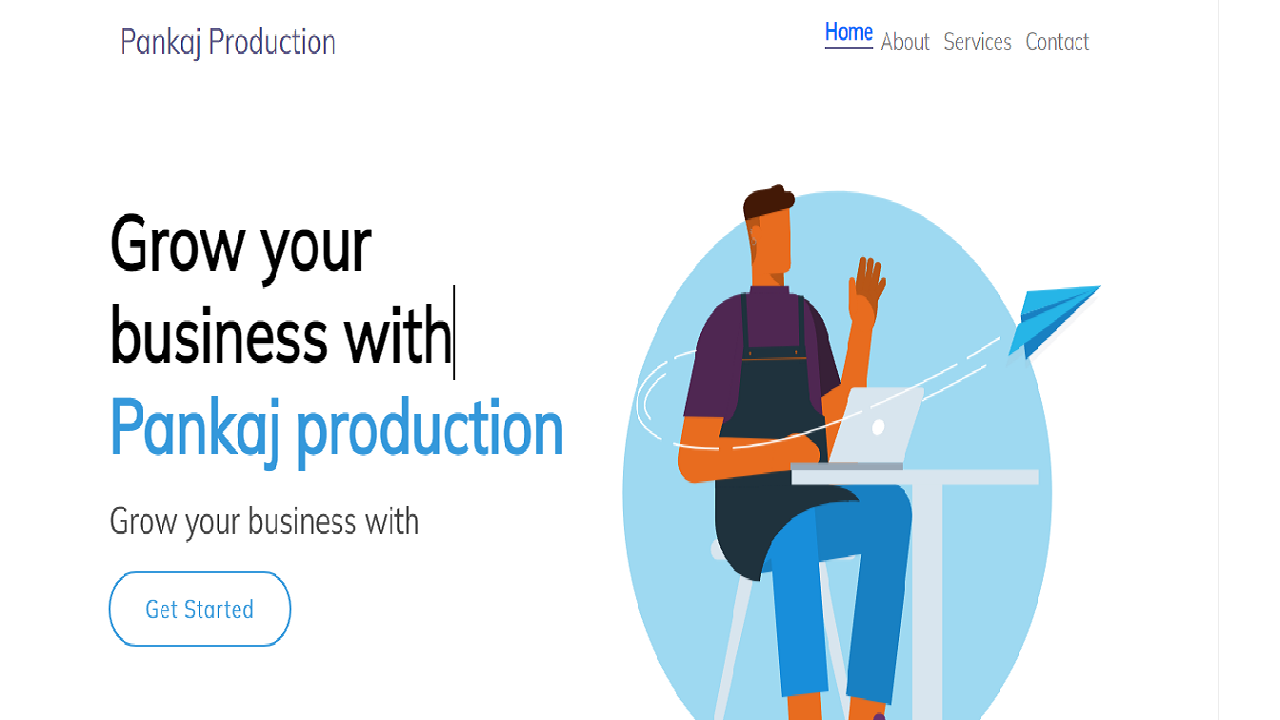 Pankaj Production
Home About Services Contact
Grow your
business with
Pankaj production
Grow your business with
Get Started